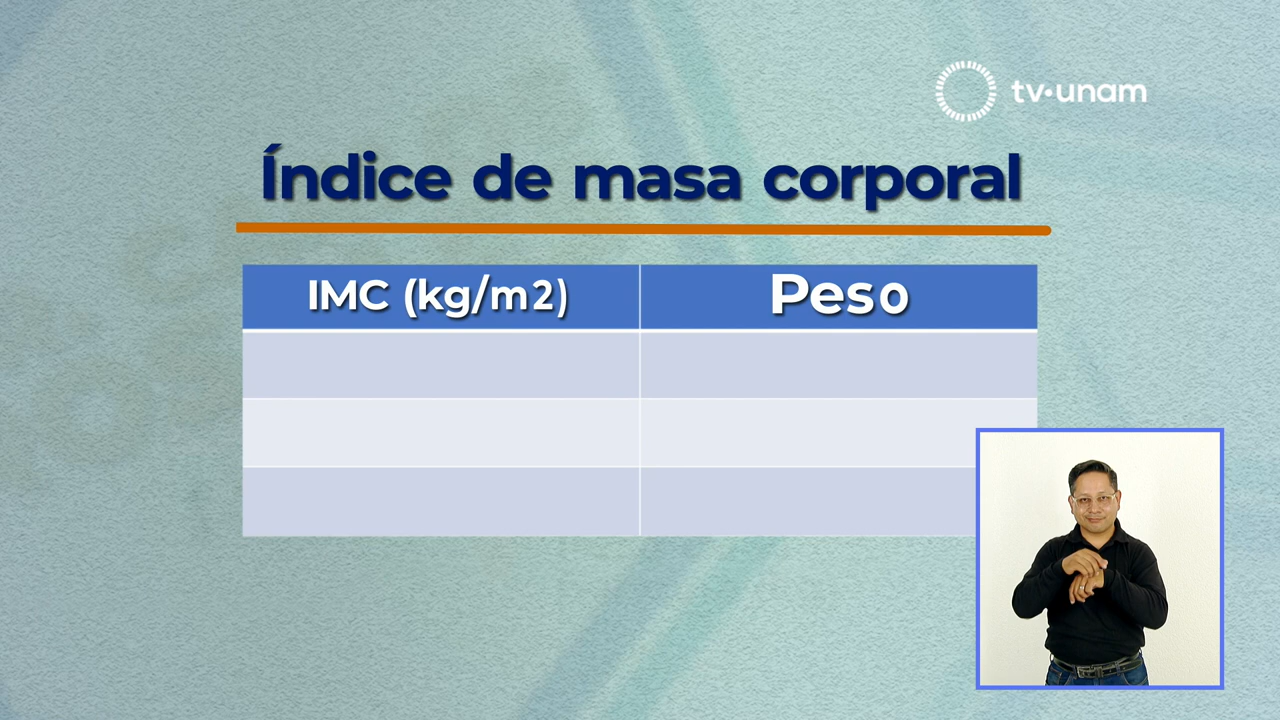 tv·unam
Índice de masa corporal
IMC (kg/m2)
Peso